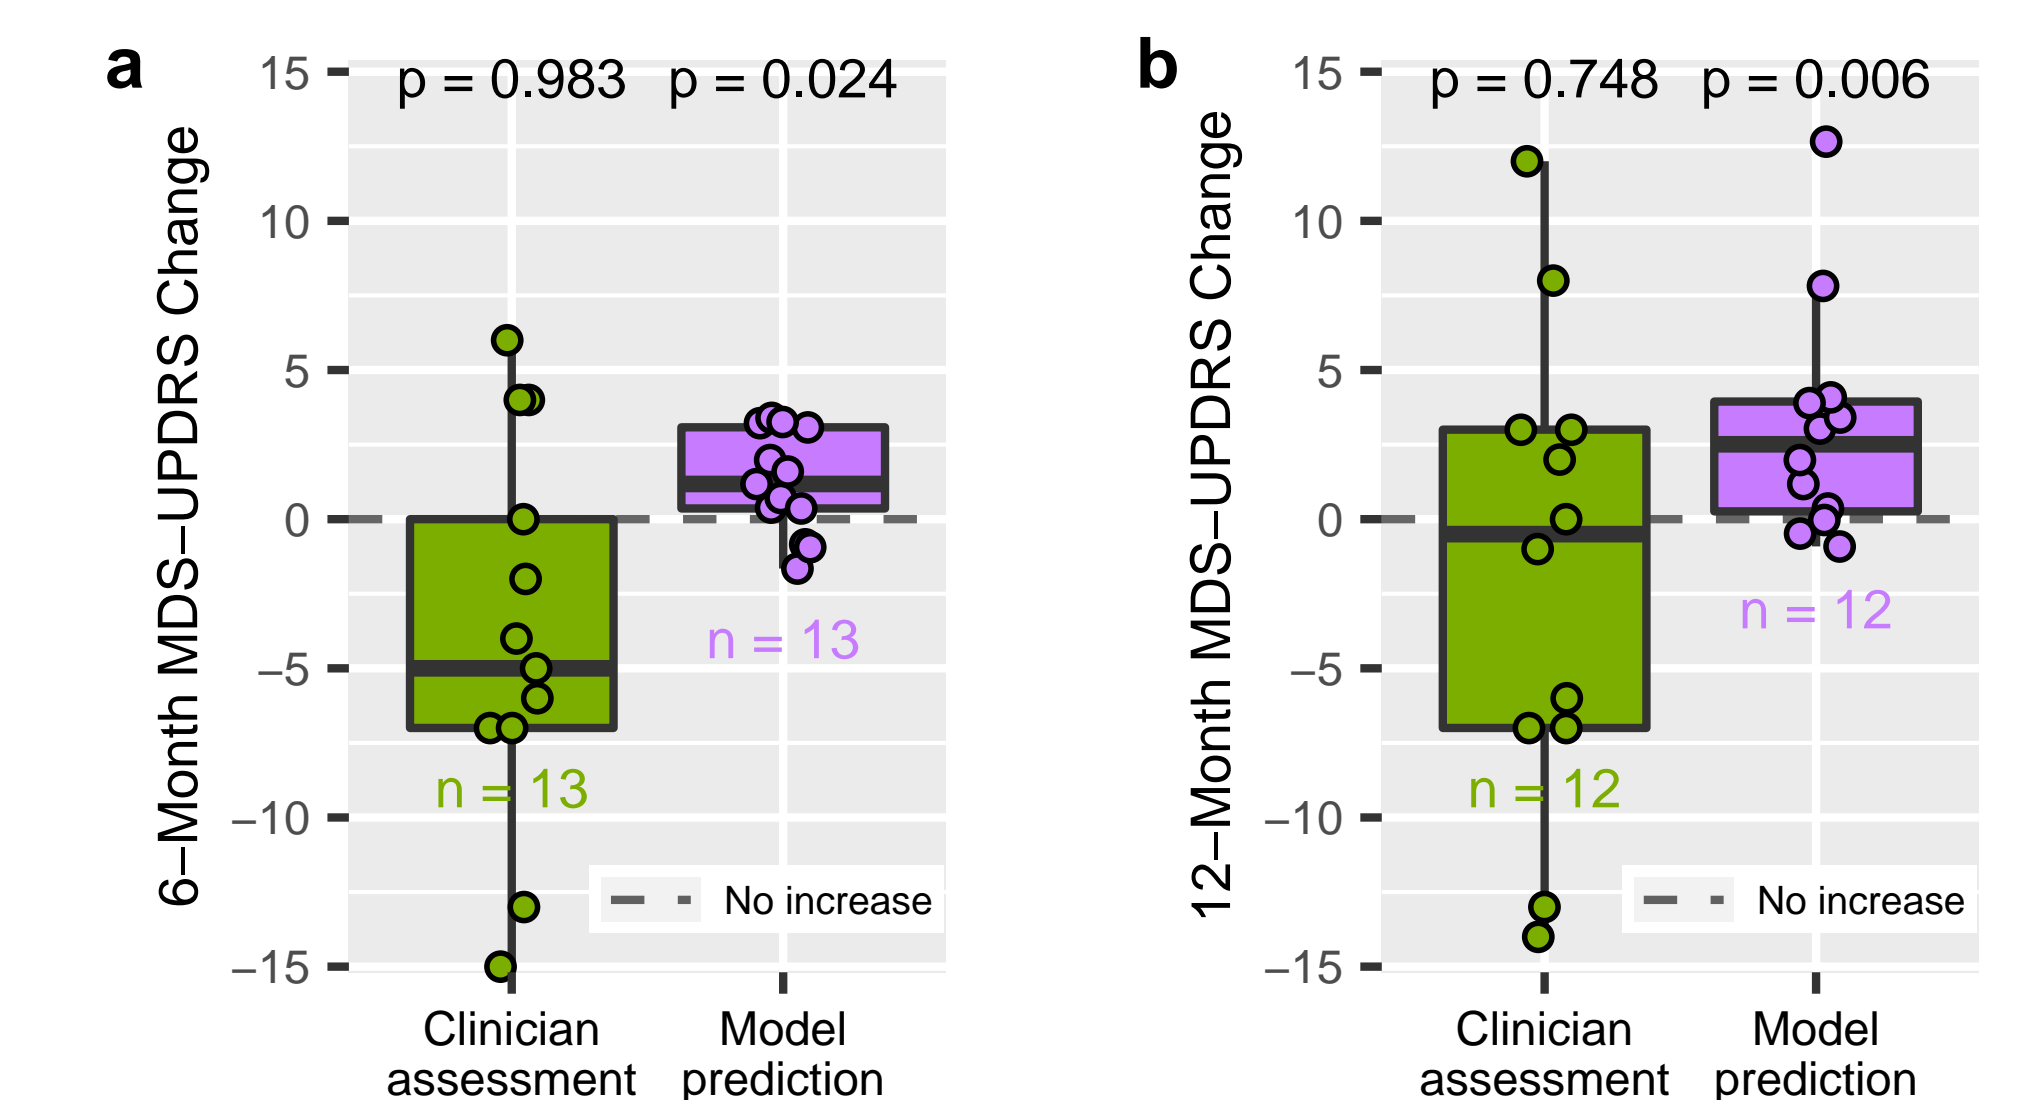 a
p = 0.983 p = 0.024
6–Month MDS–UPDRS Change
15
10
5
0
–5
–10
–15
n = 13
n = 13
No increase
Clinician assessment
Model prediction
b
p = 0.748 p = 0.006
12–Month MDS–UPDRS Change
15
10
5
0
–5
–10
–15
n = 12
n = 12
No increase
Clinician assessment
Model prediction